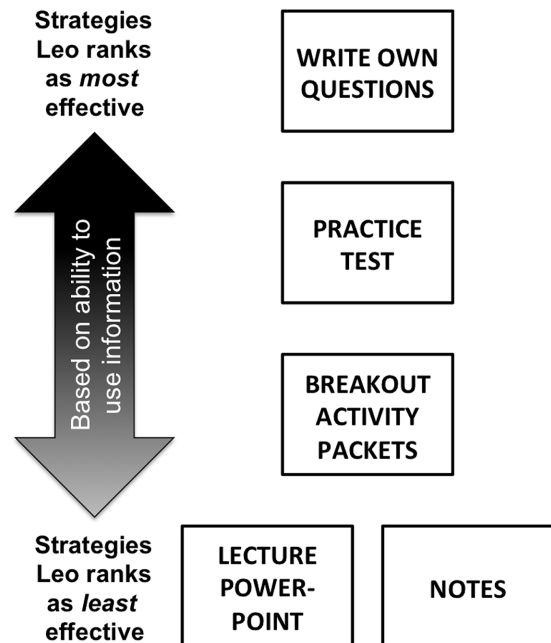 Strategies
Leo ranks
as most
effective
WRITE OWN
QUESTIONS
Based on ability to
use information
PRACTICE
TEST
BREAKOUT
ACTIVITY
PACKETS
Strategies
Leo ranks
as least
effective
LECTURE
POWER-
POINT
NOTES